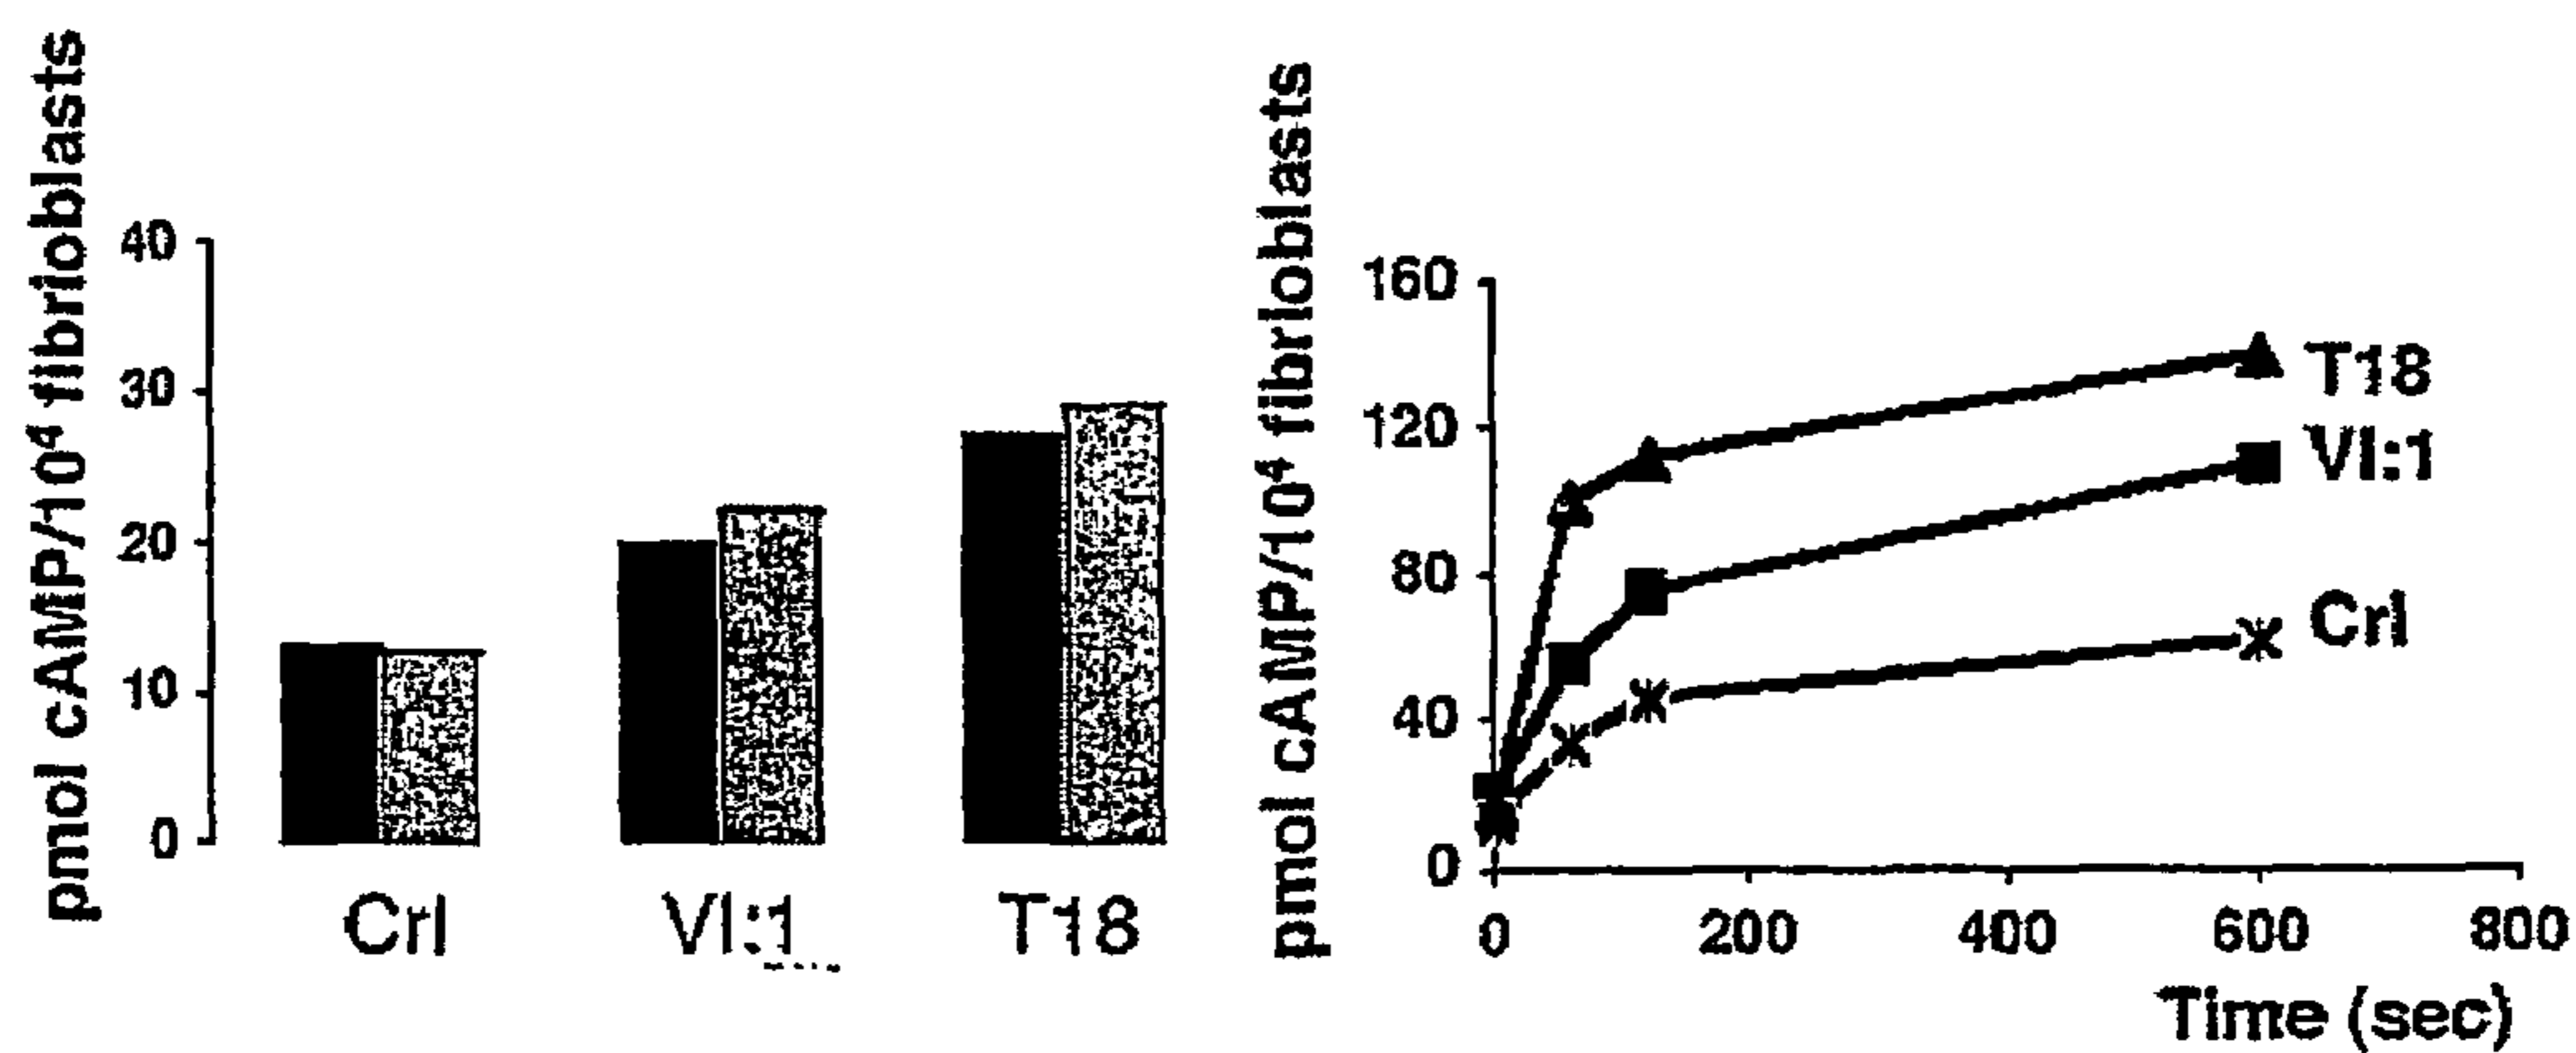 pmol cAMP/10⁴ fibrioblasts
40
30
20
10
0
Crl
VI:1
T18
pmol cAMP/10⁴ fibrioblasts
160
120
80
40
0
T18
VI:1
Crl
0 200 400 600 800
Time (sec)